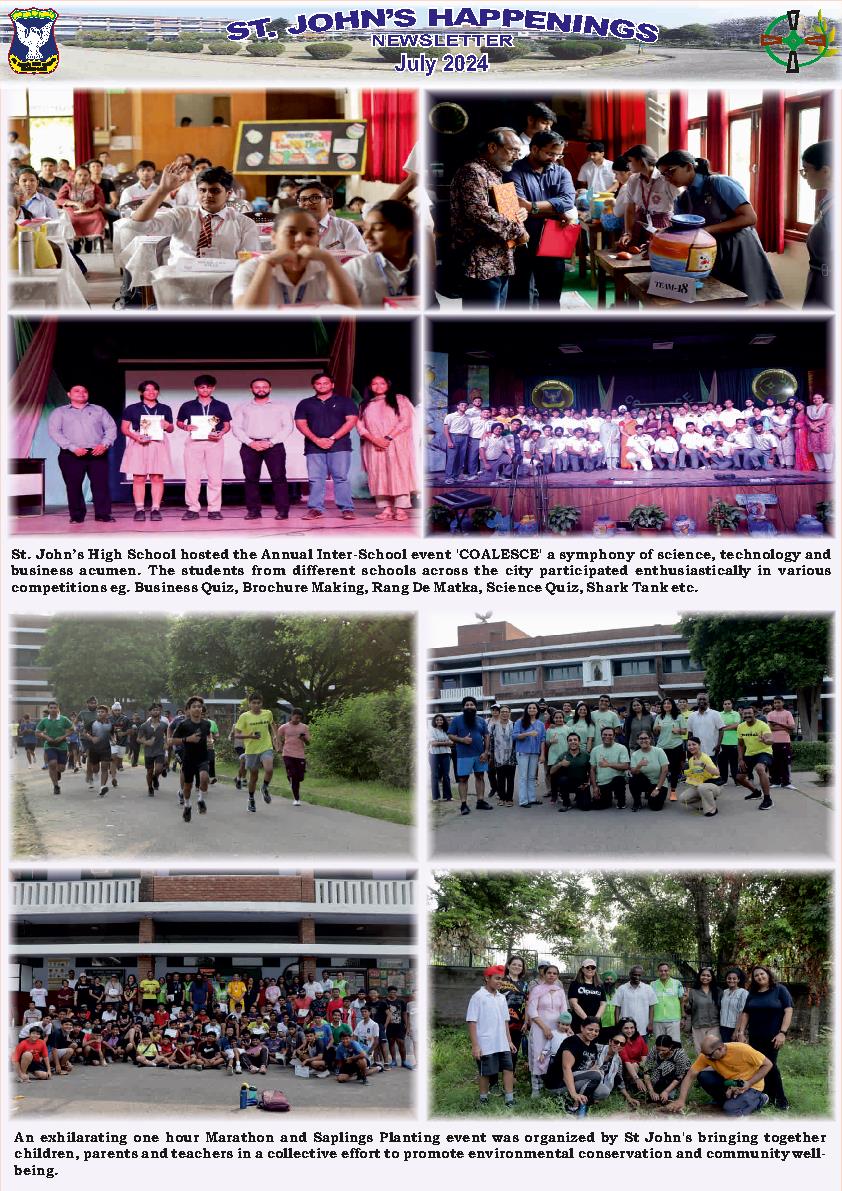 ST. JOHN'S HAPPENINGS
NEWSLETTER
July 2024
TEAM-48
St. John's High School hosted the Annual Inter-School event 'COALESCE' a symphony of science, technology and
business acumen. The students from different schools across the city participated enthusiastically in various
competitions eg. Business Quiz, Brochure Making, Rang De Matka, Science Quiz, Shark Tank etc.
An exhilarating one hour Marathon and Saplings Planting event was organized by St John's bringing together
children, parents and teachers in a collective effort to promote environmental conservation and community well-
being.